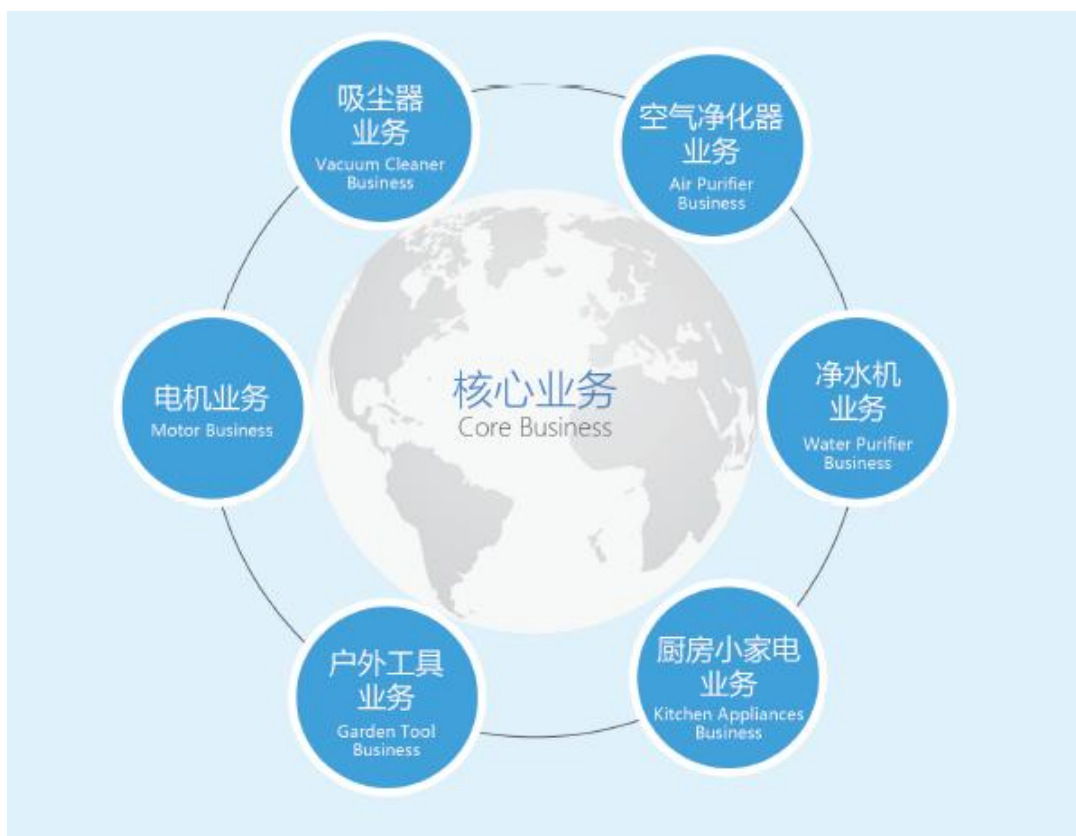 吸尘器
业务
Vacuum Cleaner
Business
空气净化器
业务
Air Purifier
Business
电机业务
Motor Business
核心业务
Core Business
净水机
业务
Water Purifier
Business
户外工具
业务
Garden Tool
Business
厨房小家电
业务
Kitchen Appliances
Business